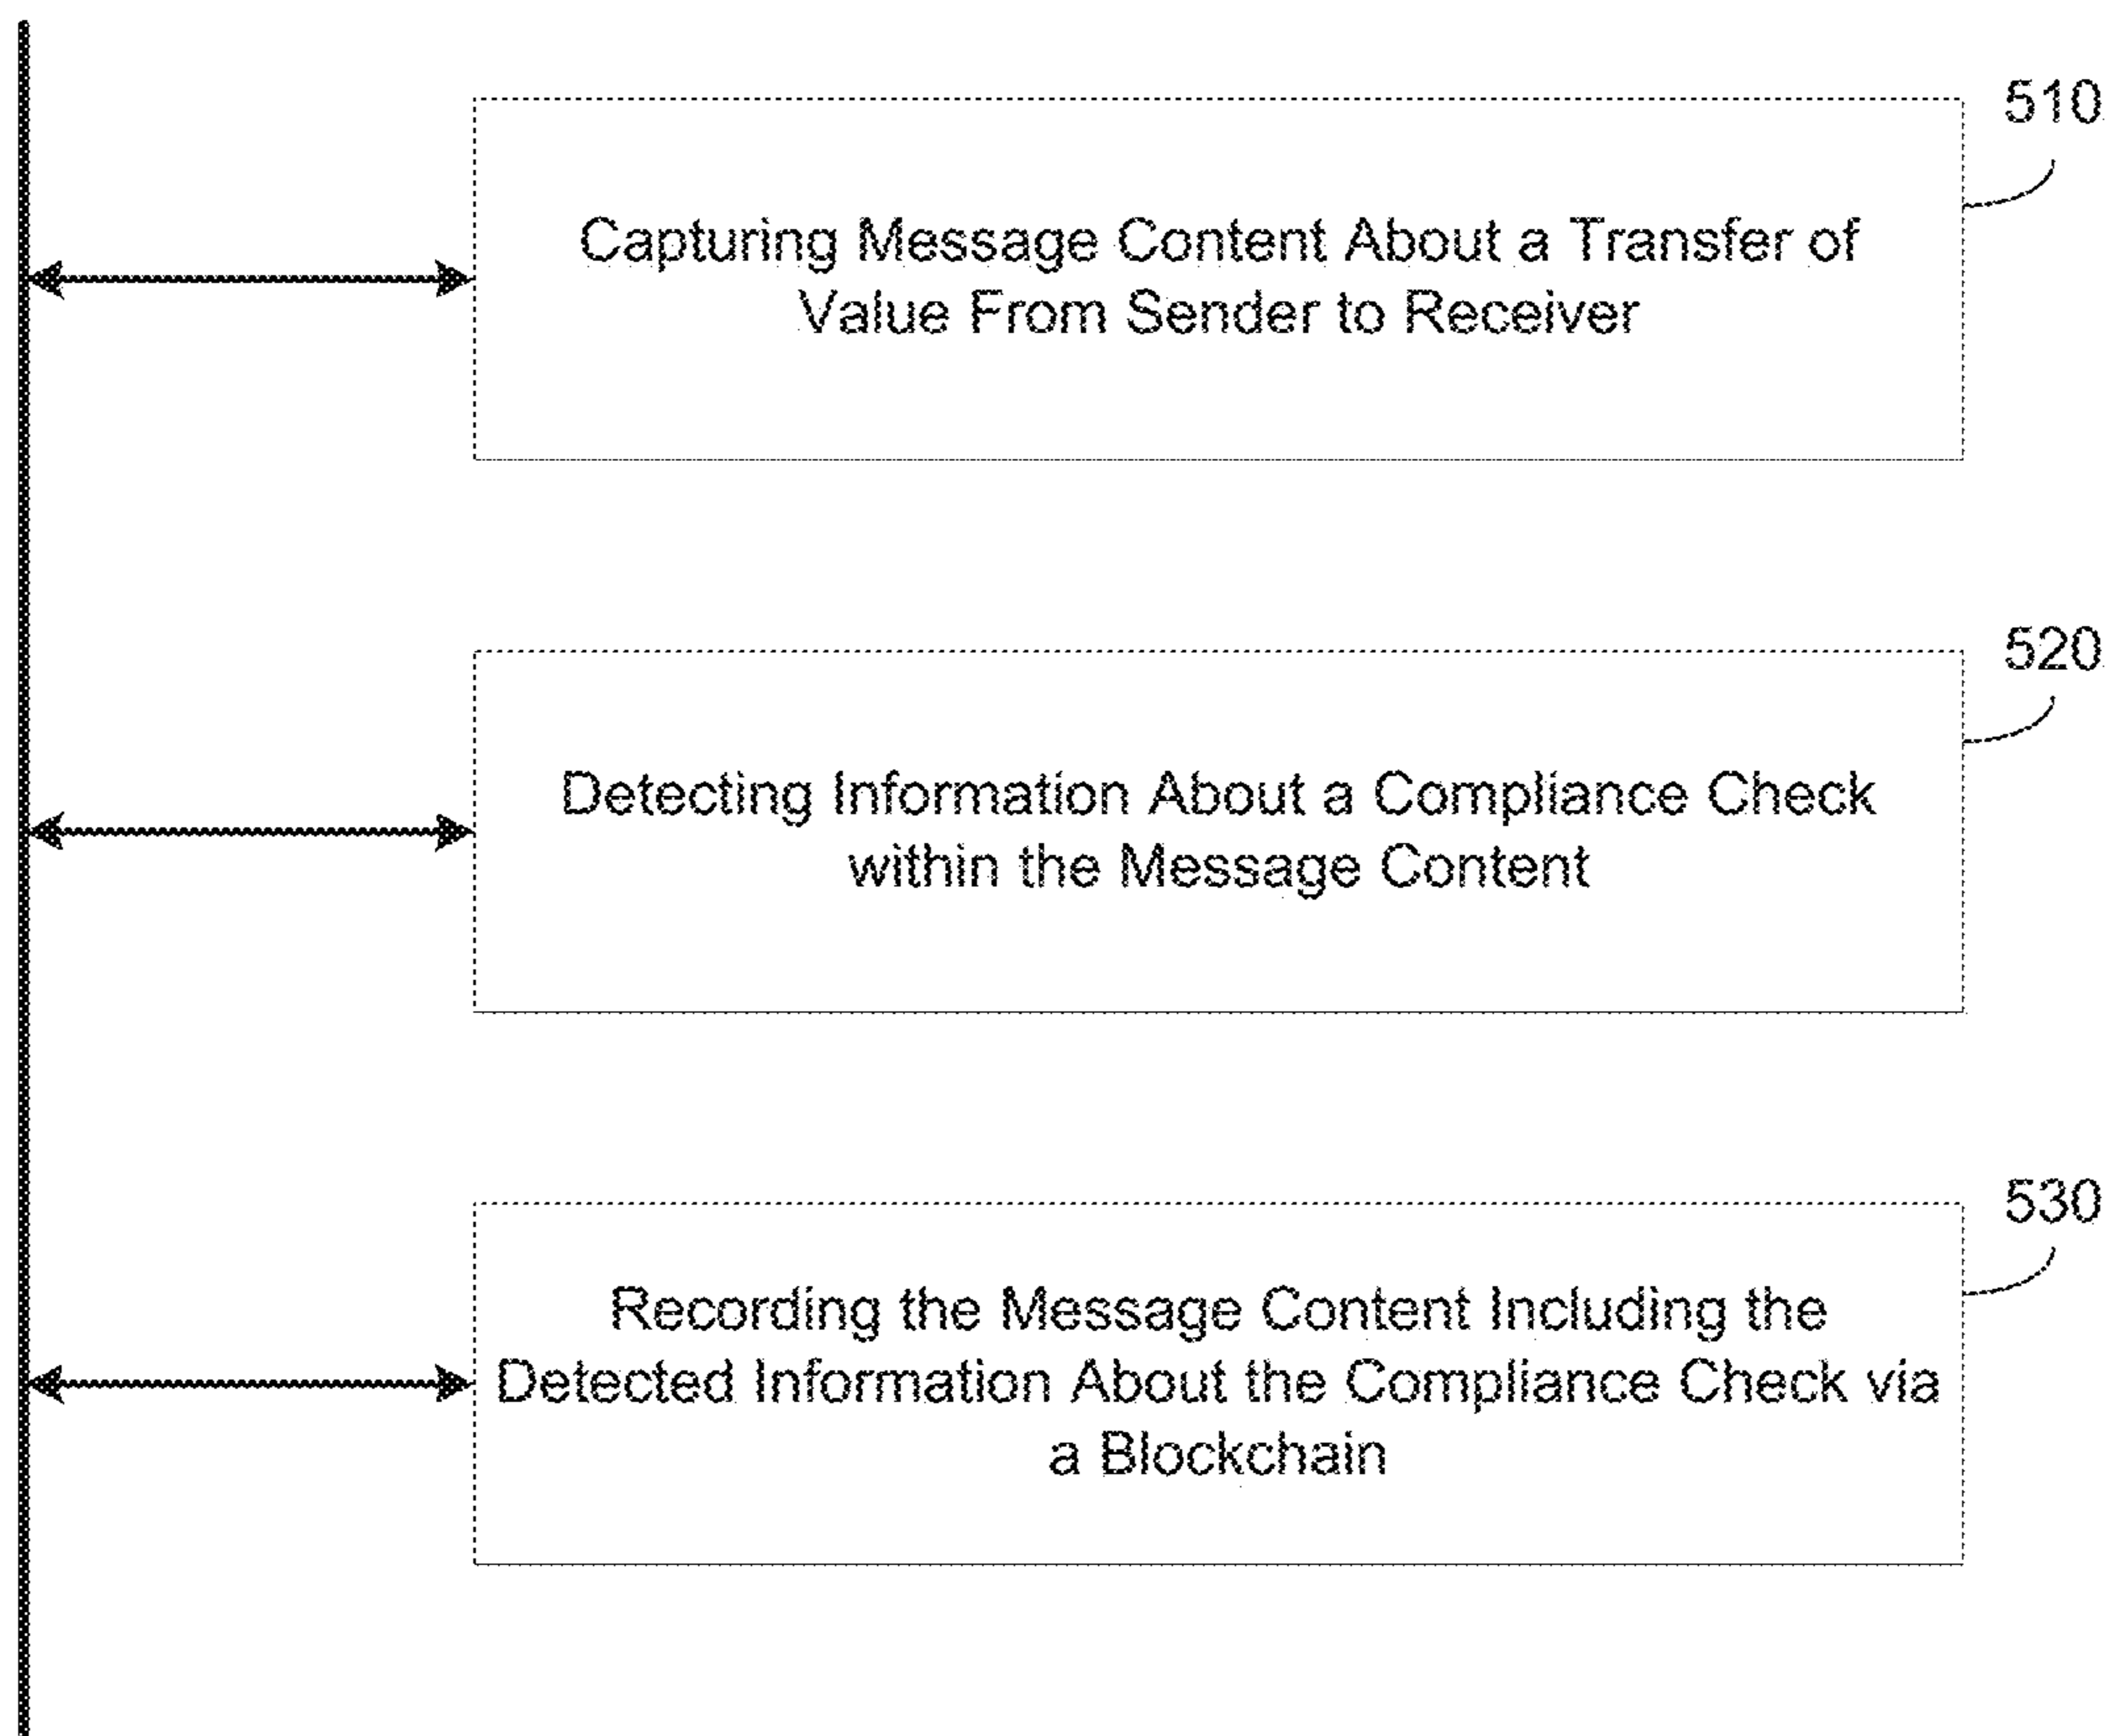 510
Capturing Message Content About a Transfer of
Value From Sender to Receiver
520
Detecting Information About a Compliance Check
within the Message Content
530
Recording the Message Content Including the
Detected Information About the Compliance Check via
a Blockchain